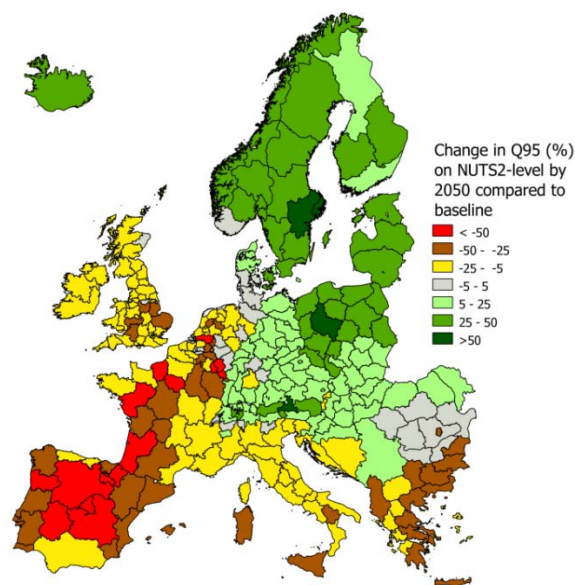 Change in Q95 (%)
on NUTS2-level by
2050 compared to
baseline
< -50
-50 - -25
-25 - -5
-5 - 5
5 - 25
25 - 50
>50